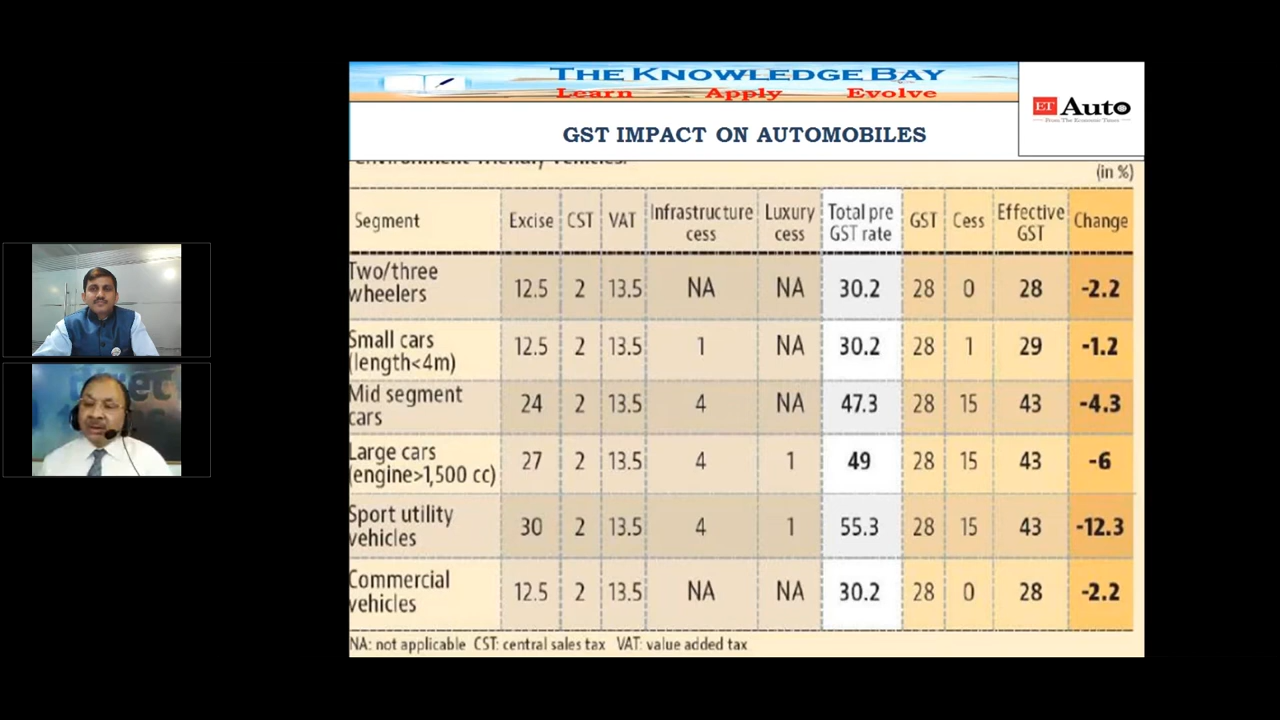 THE KNOWLEDGE BAY
Learn Apply Evolve
ET Auto
From The Economic Times
GST IMPACT ON AUTOMOBILES
environment-friendly vehicles.
(in %)
Segment Excise CST VAT Infrastructure cess Luxury cess Total pre GST rate GST Cess Effective GST Change
Two/three wheelers 12.5 2 13.5 NA NA 30.2 28 0 28 -2.2
Small cars (length<4m) 12.5 2 13.5 1 NA 30.2 28 1 29 -1.2
Mid segment cars 24 2 13.5 4 NA 47.3 28 15 43 -4.3
Large cars (engine>1,500 cc) 27 2 13.5 4 1 49 28 15 43 -6
Sport utility vehicles 30 2 13.5 4 1 55.3 28 15 43 -12.3
Commercial vehicles 12.5 2 13.5 NA NA 30.2 28 0 28 -2.2
NA: not applicable CST: central sales tax VAT: value added tax